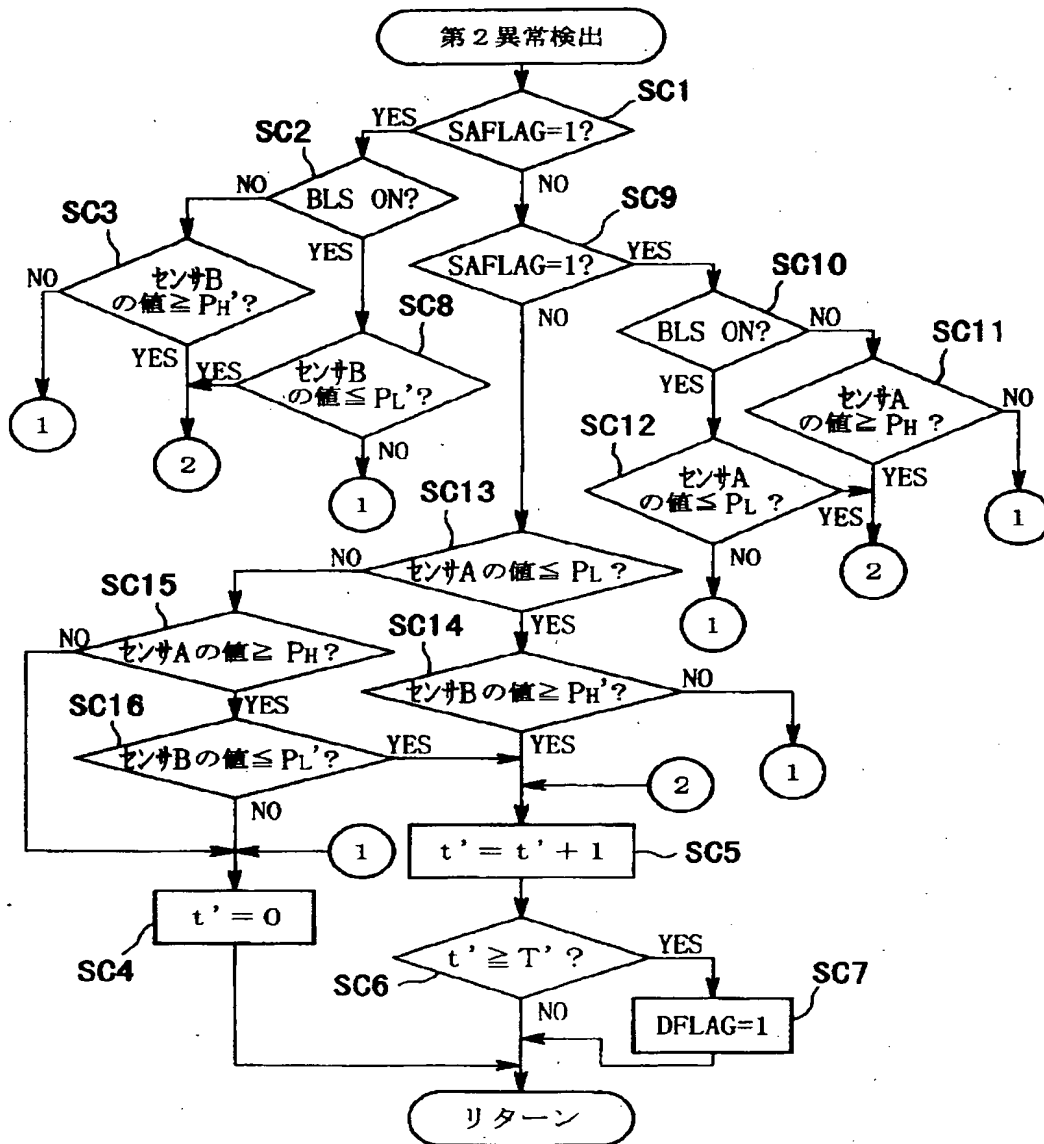 第2異常検出
SC1
YES
SAFLAG=1?
SC2
NO
NO
BLS ON?
SC9
SC3
YES
SAFLAG=1?
YES
SC10
NO
センサB
の値≧PH'?
SC8
NO
BLS ON?
NO
SC11
YES
YES
センサB
の値≦PL'?
YES
センサA
の値≧PH?
NO
1
SC12
2
NO
センサA
の値≦PL?
YES
YES
1
SC13
1
NO
センサAの値≦PL?
NO
2
SC15
1
SC14
YES
NO
センサAの値≧PH?
NO
センサBの値≧PH'?
SC16
YES
センサBの値≦PL'?
YES
YES
1
2
NO
1
t'=t'+1
SC5
t'=0
SC4
t'≧T'?
YES
SC6
SC7
NO
DFLAG=1
リターン